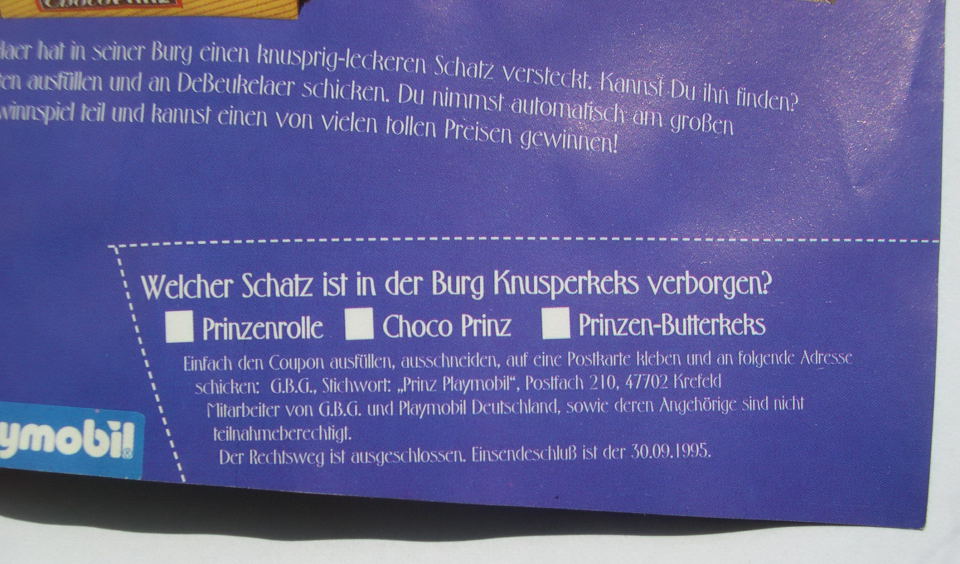 CHOCOPRINZ
laer hat in seiner Burg einen knusprig-leckeren Schatz versteckt. Kannst Du ihn finden?
ten ausfüllen und an DeBeukelaer schicken. Du nimmst automatisch am großen
winnspiel teil und kannst einen von vielen tollen Preisen gewinnen!
Welcher Schatz ist in der Burg Knusperkeks verborgen?
Prinzenrolle Choco Prinz Prinzen-Butterkeks
Einfach den Coupon ausfüllen, ausschneiden, auf eine Postkarte kleben und an folgende Adresse
schicken: G.B.G., Stichwort: „Prinz Playmobil“, Postfach 210, 47702 Krefeld
Mitarbeiter von G.B.G. und Playmobil Deutschland, sowie deren Angehörige sind nicht
teilnahmeberechtigt.
Der Rechtsweg ist ausgeschlossen. Einsendeschluß ist der 30.09.1995.
ymobil®